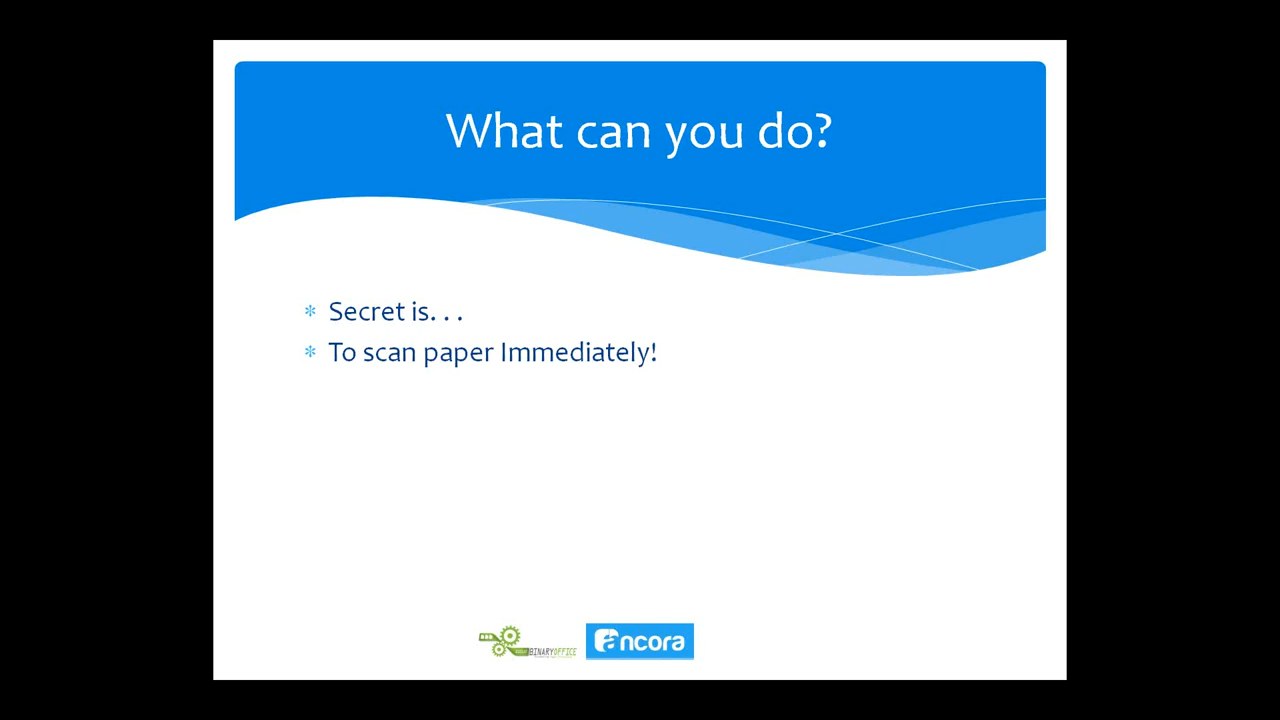 What can you do?
Secret is. . .
To scan paper Immediately!
BINARYOFFICE
ancora